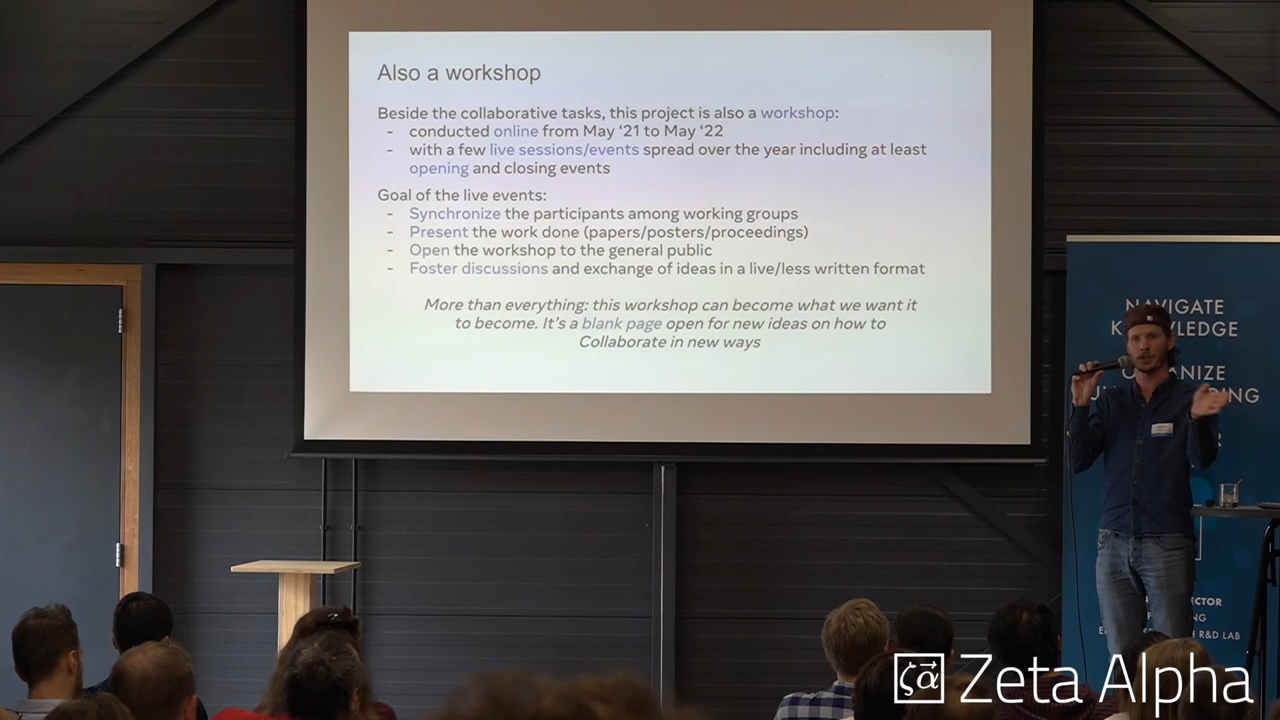 Also a workshop
Beside the collaborative tasks, this project is also a workshop:
- conducted online from May ‘21 to May ‘22
- with a few live sessions/events spread over the year including at least
opening and closing events
Goal of the live events:
- Synchronize the participants among working groups
- Present the work done (papers/posters/proceedings)
- Open the workshop to the general public
- Foster discussions and exchange of ideas in a live/less written format
More than everything: this workshop can become what we want it
to become. It’s a blank page open for new ideas on how to
Collaborate in new ways
NAVIGATE
R&D LAB
ζα Zeta Alpha